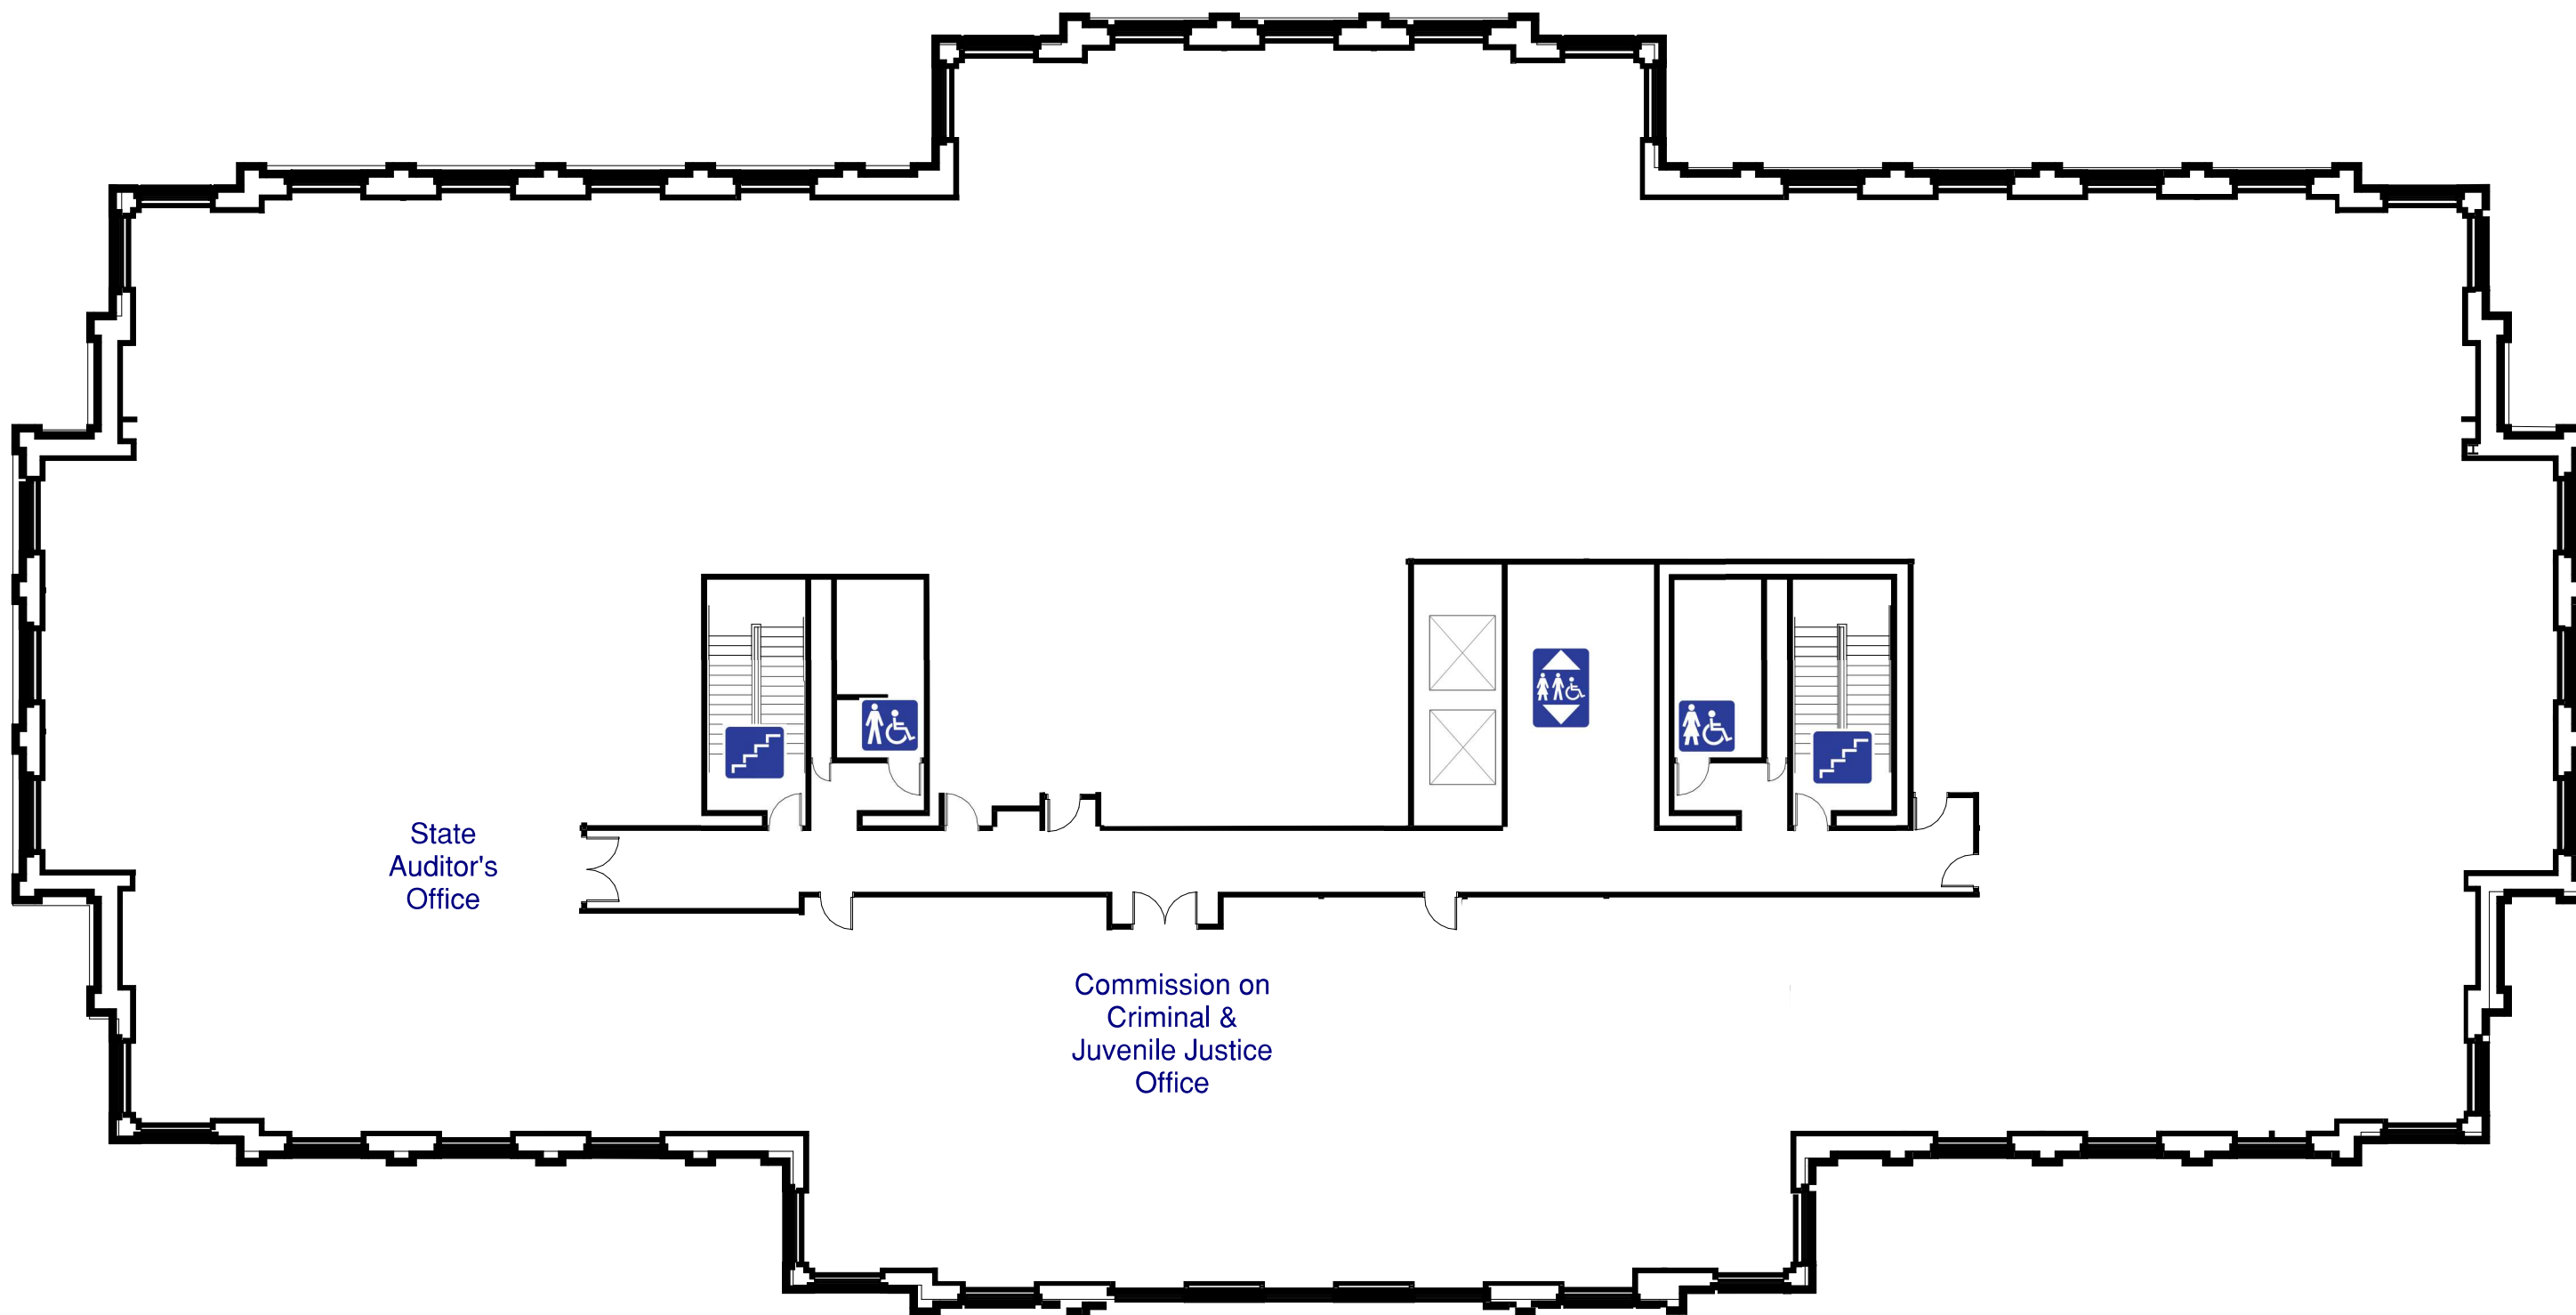 State
Auditor's
Office
Commission on
Criminal &
Juvenile Justice
Office